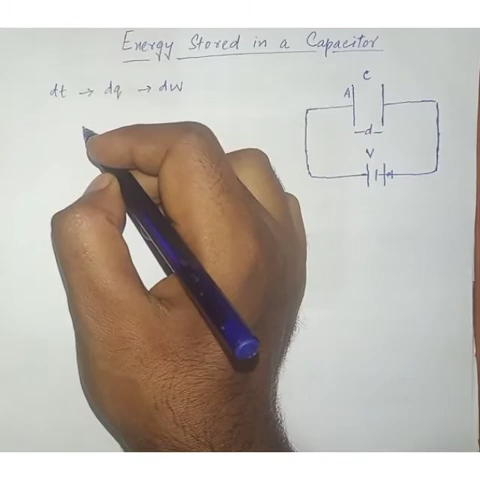 Energy Stored in a Capacitor
dt → dq → dW
C
A
d
V